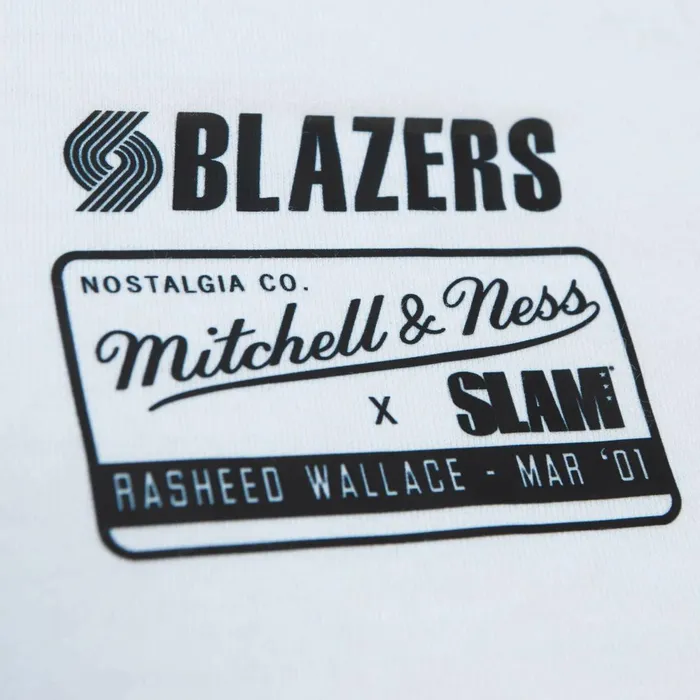 BLAZERS
NOSTALGIA CO.
Mitchell & Ness
X SLAM
RASHEED WALLACE - MAR '01